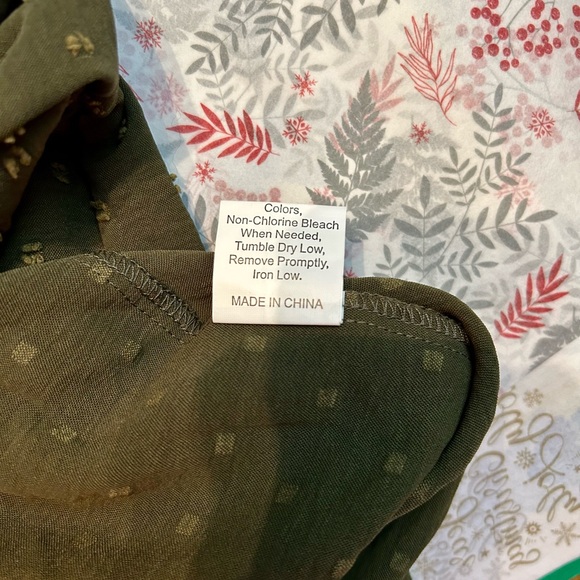 Colors,
Non-Chlorine Bleach
When Needed,
Tumble Dry Low,
Remove Promptly,
Iron Low.
MADE IN CHINA